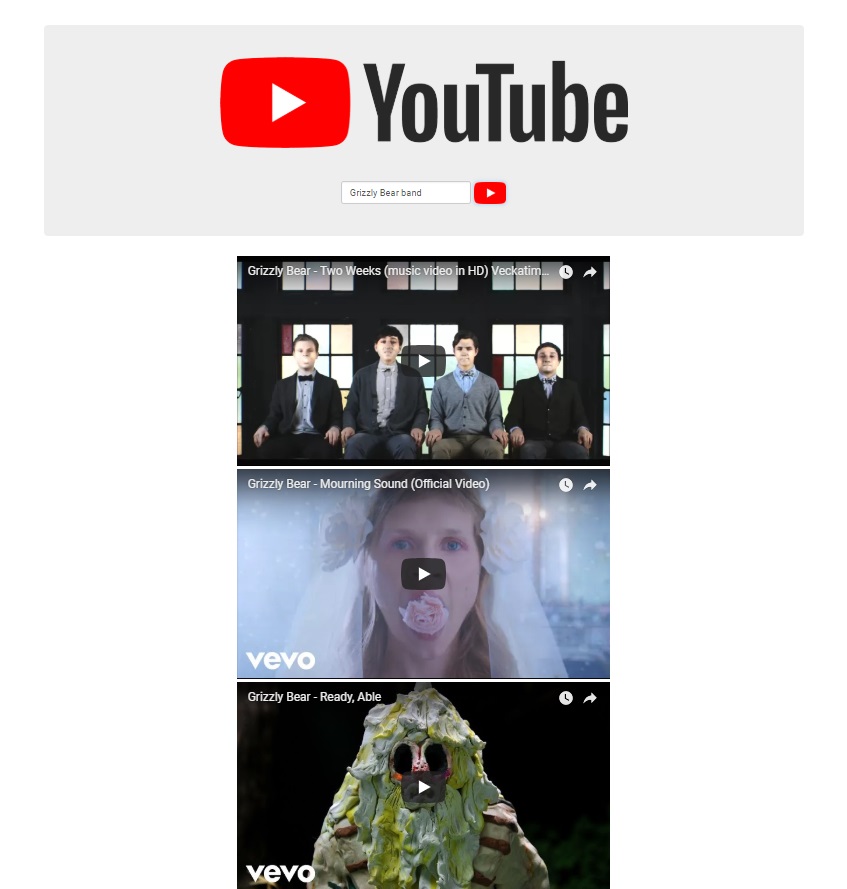 YouTube
Grizzly Bear band
Grizzly Bear - Two Weeks (music video in HD) Veckatim...
Grizzly Bear - Mourning Sound (Official Video)
vevo
Grizzly Bear - Ready, Able
vevo